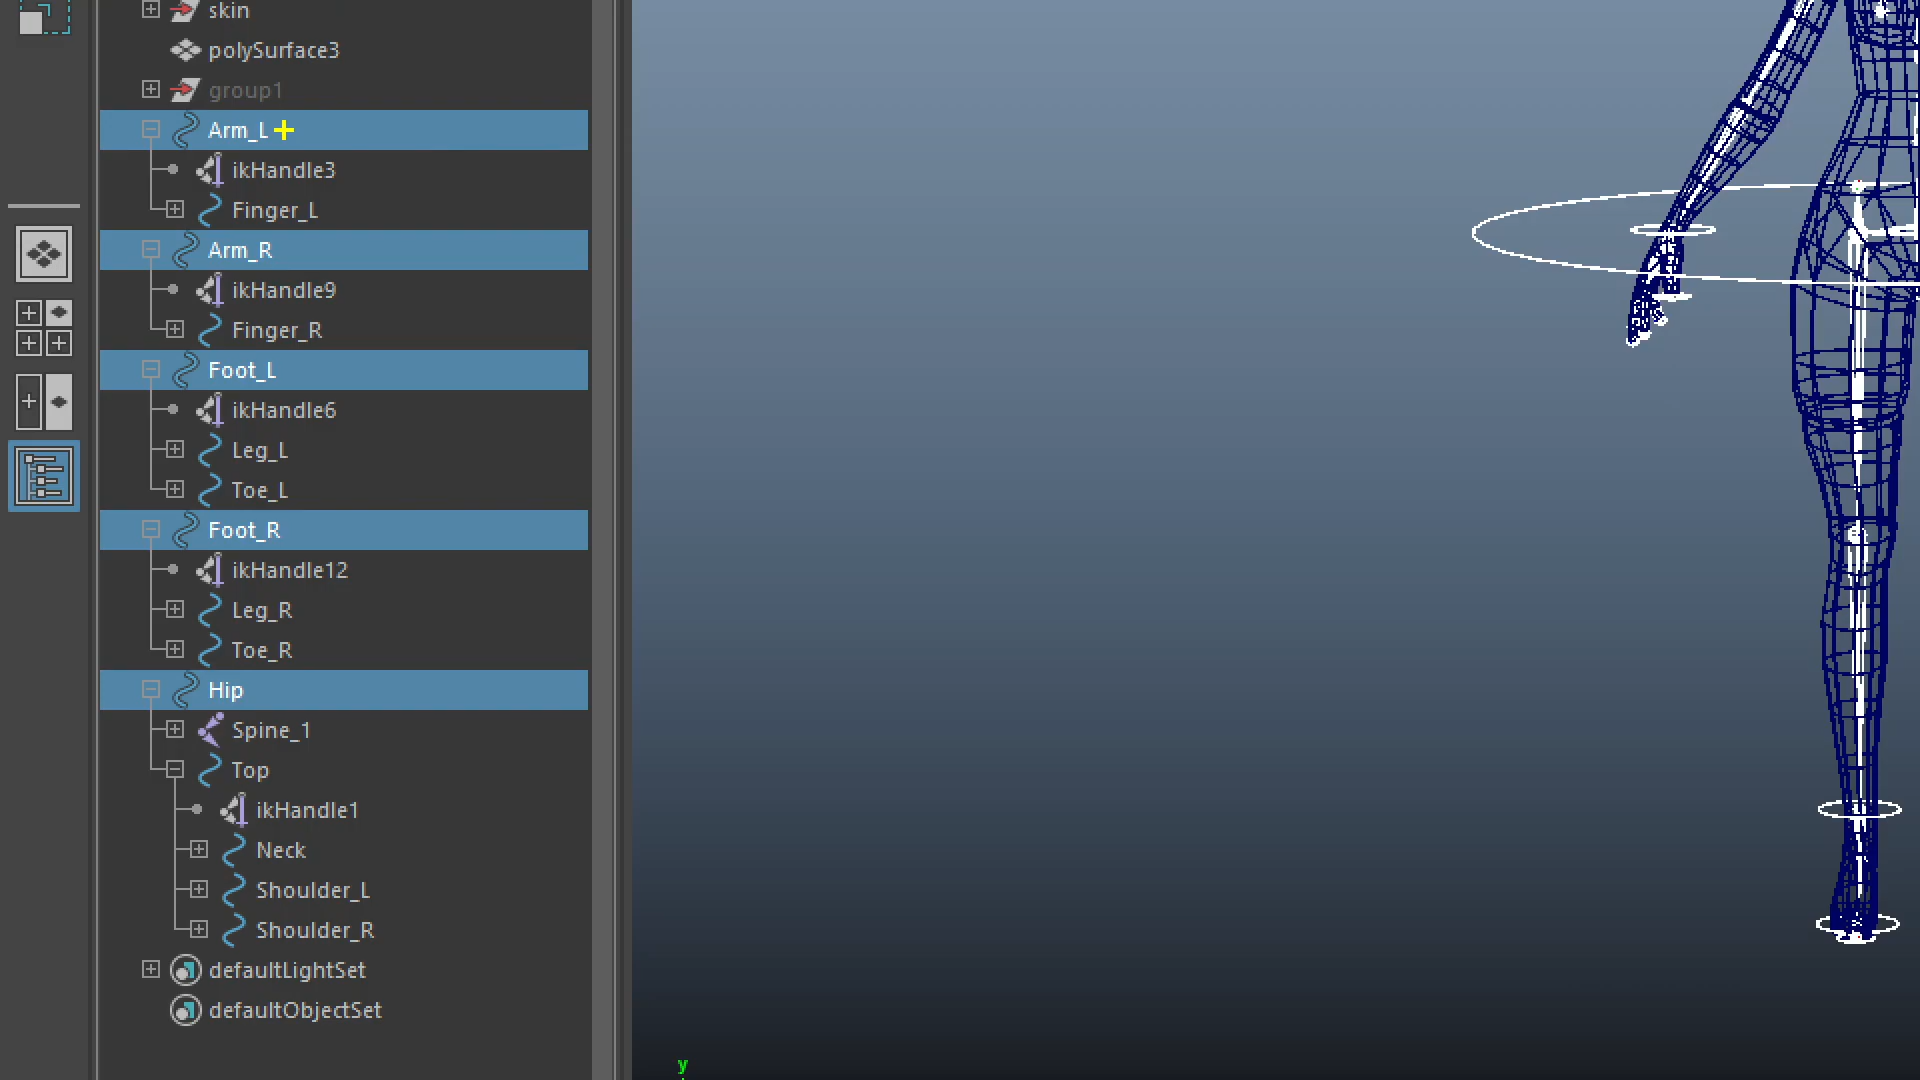 skin
polySurface3
group1
Arm_L
ikHandle3
Finger_L
Arm_R
ikHandle9
Finger_R
Foot_L
ikHandle6
Leg_L
Toe_L
Foot_R
ikHandle12
Leg_R
Toe_R
Hip
Spine_1
Top
ikHandle1
Neck
Shoulder_L
Shoulder_R
defaultLightSet
defaultObjectSet
y